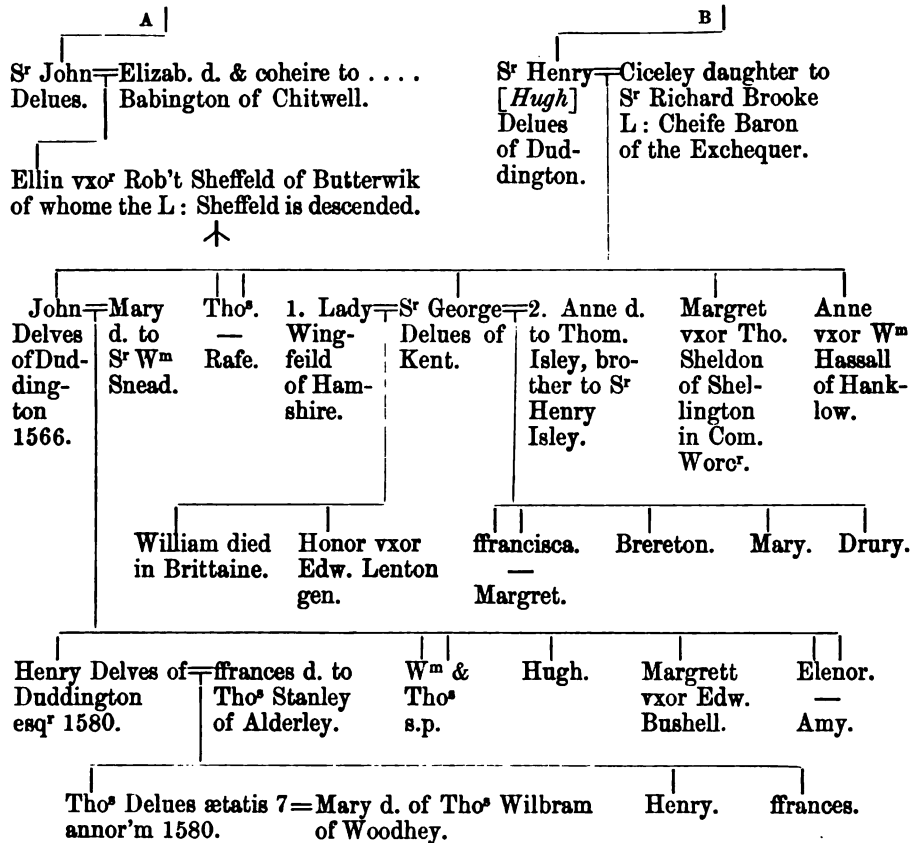 A
B
Sʳ John=Elizab. d. & coheire to . . . .
Delues. Babington of Chitwell.
Sʳ Henry=Ciceley daughter to
[Hugh] Sʳ Richard Brooke
Delues L : Cheife Baron
of Dud- of the Exchequer.
dington.
Ellin vxoʳ Rob't Sheffeld of Butterwik
of whome the L : Sheffeld is descended.
John=Mary
Delves d. to
of Dud- Sʳ Wᵐ
ding- Snead.
ton
1566.
Thoˢ.
—
Rafe.
1. Lady=Sʳ George=2. Anne d.
Wing- Delues of to Thom.
feild Kent. Isley, bro-
of Ham- ther to Sʳ
shire. Henry
Isley.
Margret
vxor Tho.
Sheldon
of Shel-
lington
in Com.
Worcʳ.
Anne
vxor Wᵐ
Hassall
of Hank-
low.
William died
in Brittaine.
Honor vxor
Edw. Lenton
gen.
ffrancisca.
—
Margret.
Brereton.
Mary.
Drury.
Henry Delves of=ffrances d. to
Duddington Thoˢ Stanley
esqʳ 1580. of Alderley.
Wᵐ &
Thoˢ
s.p.
Hugh.
Margrett
vxor Edw.
Bushell.
Elenor.
—
Amy.
Thoˢ Delues ætatis 7=Mary d. of Thoˢ Wilbram
annor'm 1580. of Woodhey.
Henry.
ffrances.